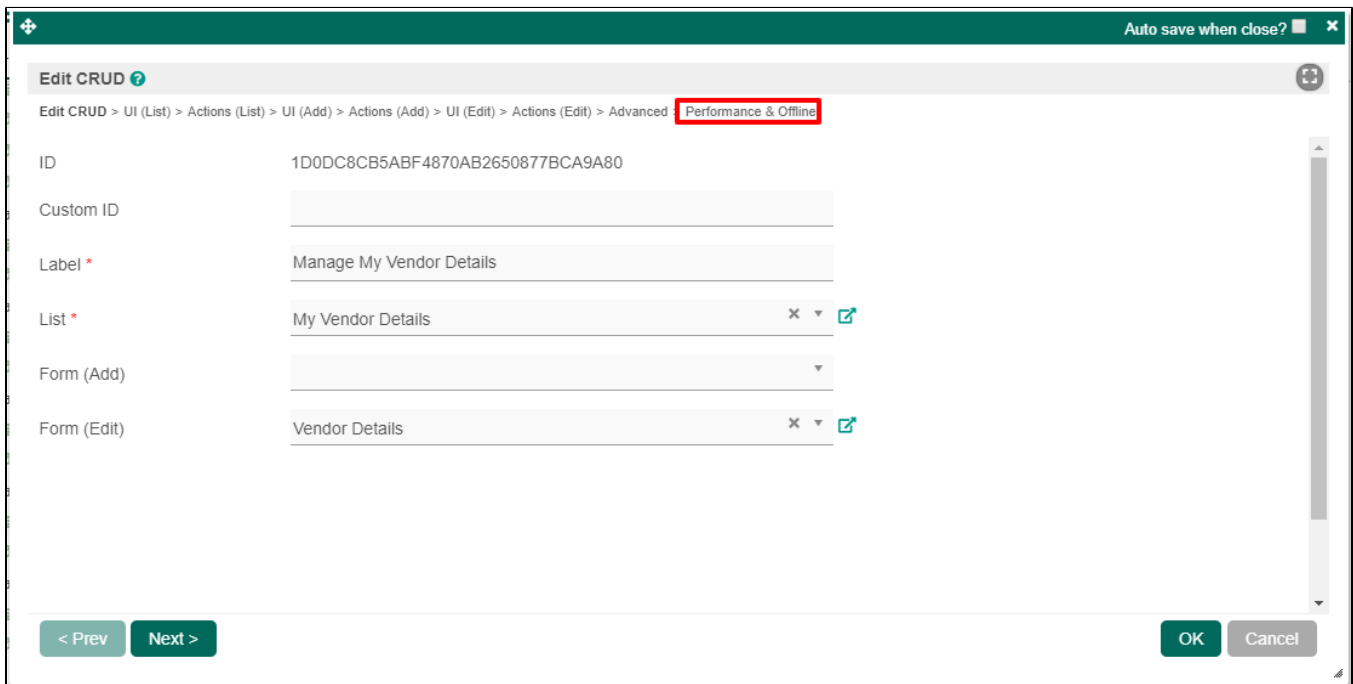 Auto save when close?
Edit CRUD
Edit CRUD > UI (List) > Actions (List) > UI (Add) > Actions (Add) > UI (Edit) > Actions (Edit) > Advanced > Performance & Offline
ID 1D0DC8CB5ABF4870AB2650877BCA9A80
Custom ID
Label * Manage My Vendor Details
List * My Vendor Details
Form (Add)
Form (Edit) Vendor Details
< Prev Next > OK Cancel